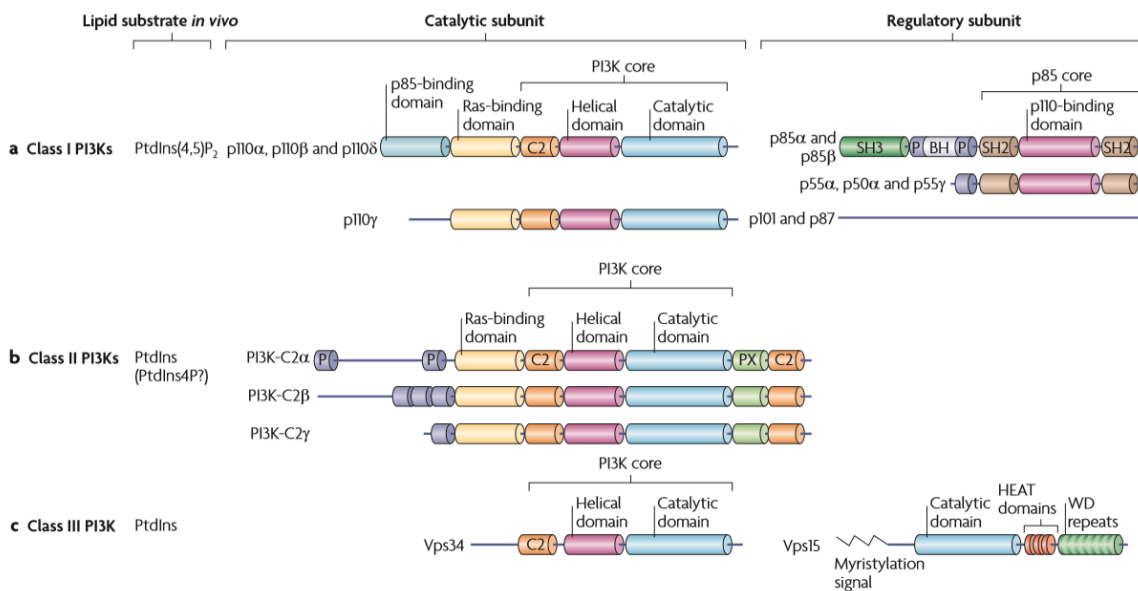 Lipid substrate in vivo
Catalytic subunit
Regulatory subunit
PI3K core
p85 core
p85-binding
domain
Ras-binding
domain
Helical
domain
Catalytic
domain
p110-binding
domain
a Class I PI3Ks
PtdIns(4,5)P2
p110α, p110β and p110δ
C2
p85α and
p85β
SH3
P
BH
P
SH2
SH2
p55α, p50α and p55γ
p110γ
p101 and p87
PI3K core
Ras-binding
domain
Helical
domain
Catalytic
domain
b Class II PI3Ks
PtdIns
(PtdIns4P?)
PI3K-C2α
P
P
C2
PX
C2
PI3K-C2β
PI3K-C2γ
PI3K core
Helical
domain
Catalytic
domain
Catalytic
domain
HEAT
domains
WD
repeats
c Class III PI3K
PtdIns
Vps34
C2
Vps15
Myristylation
signal